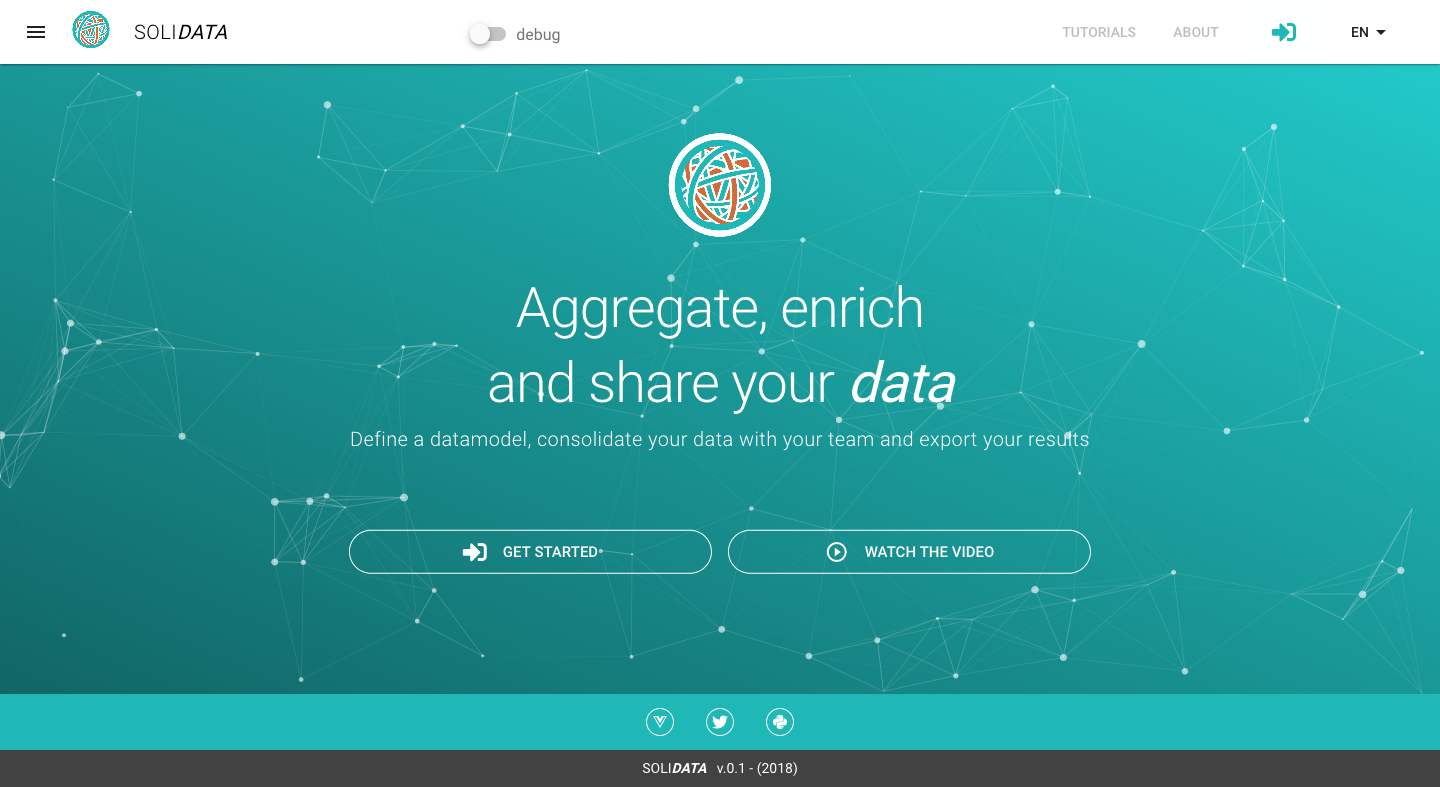 SOLIDATA
debug
TUTORIALS
ABOUT
EN
Aggregate, enrich
and share your data
Define a datamodel, consolidate your data with your team and export your results
GET STARTED
WATCH THE VIDEO
SOLIDATA v.0.1 - (2018)